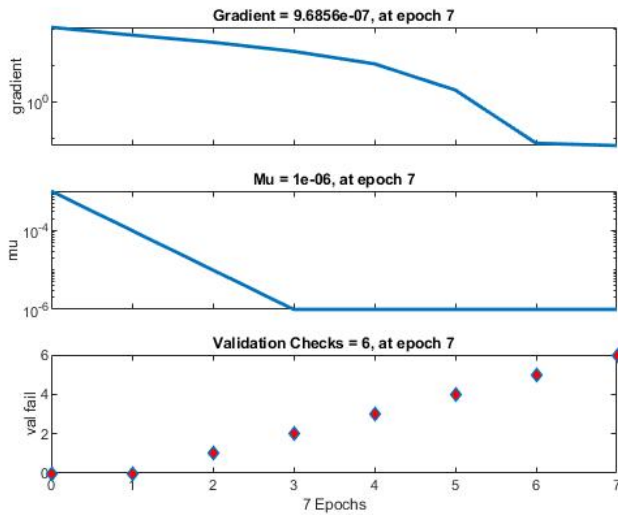 Gradient = 9.6856e-07, at epoch 7
gradient
10^0
Mu = 1e-06, at epoch 7
mu
10^-4
10^-6
Validation Checks = 6, at epoch 7
val fail
6
4
2
0
0 1 2 3 4 5 6 7
7 Epochs